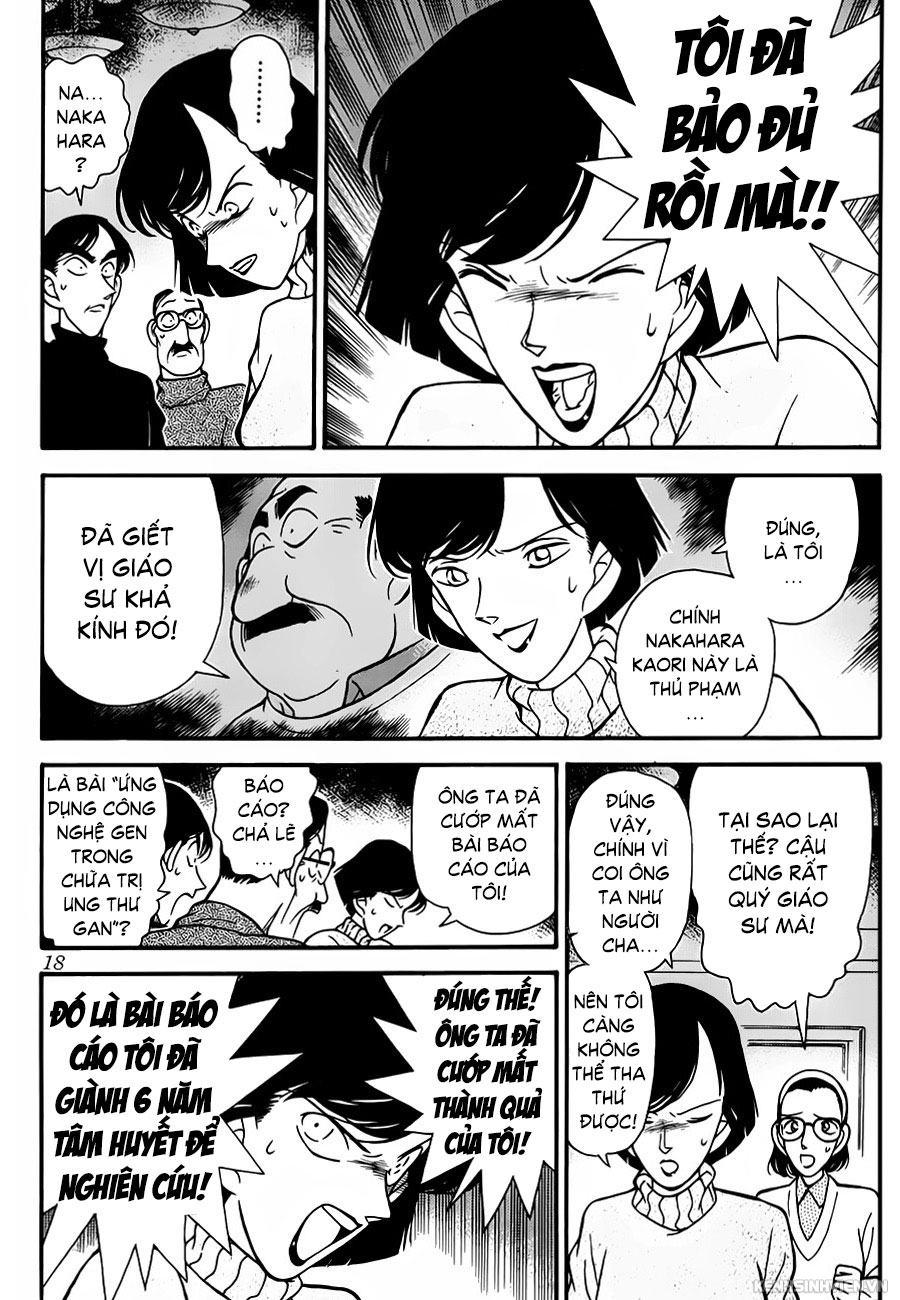 TÔI ĐÃ
BẢO ĐỦ
RỒI MÀ!!
.........
NA...
NAKA
HARA
?
ĐÚNG,
LÀ TÔI
...
CHÍNH
NAKAHARA
KAORI NÀY LÀ
THỦ PHẠM
...
ĐÃ GIẾT
VỊ GIÁO
SƯ KHẢ
KÍNH ĐÓ!
TẠI SAO LẠI
THẾ? CẬU
CŨNG RẤT
QUÝ GIÁO
SƯ MÀ!
ĐÚNG
VẬY,
CHÍNH VÌ
COI ÔNG
TA NHƯ
NGƯỜI
CHA...
NÊN TÔI
CÀNG
KHÔNG
THỂ THA
THỨ
ĐƯỢC!
ÔNG TA ĐÃ
CƯỚP MẤT
BÀI BÁO
CÁO CỦA
TÔI!
BÁO
CÁO?
CHẢ LẼ
...
LÀ BÀI "ỨNG
DỤNG CÔNG
NGHỆ GEN
TRONG
CHỮA TRỊ
UNG THƯ
GAN"?
18
ĐÚNG THẾ!
ÔNG TA ĐÃ
CƯỚP MẤT
THÀNH QUẢ
CỦA TÔI!
ĐÓ LÀ BÀI BÁO
CÁO TÔI ĐÃ
GIÀNH 6 NĂM
TÂM HUYẾT ĐỂ
NGHIÊN CỨU!
KENHSINHVIEN.VN